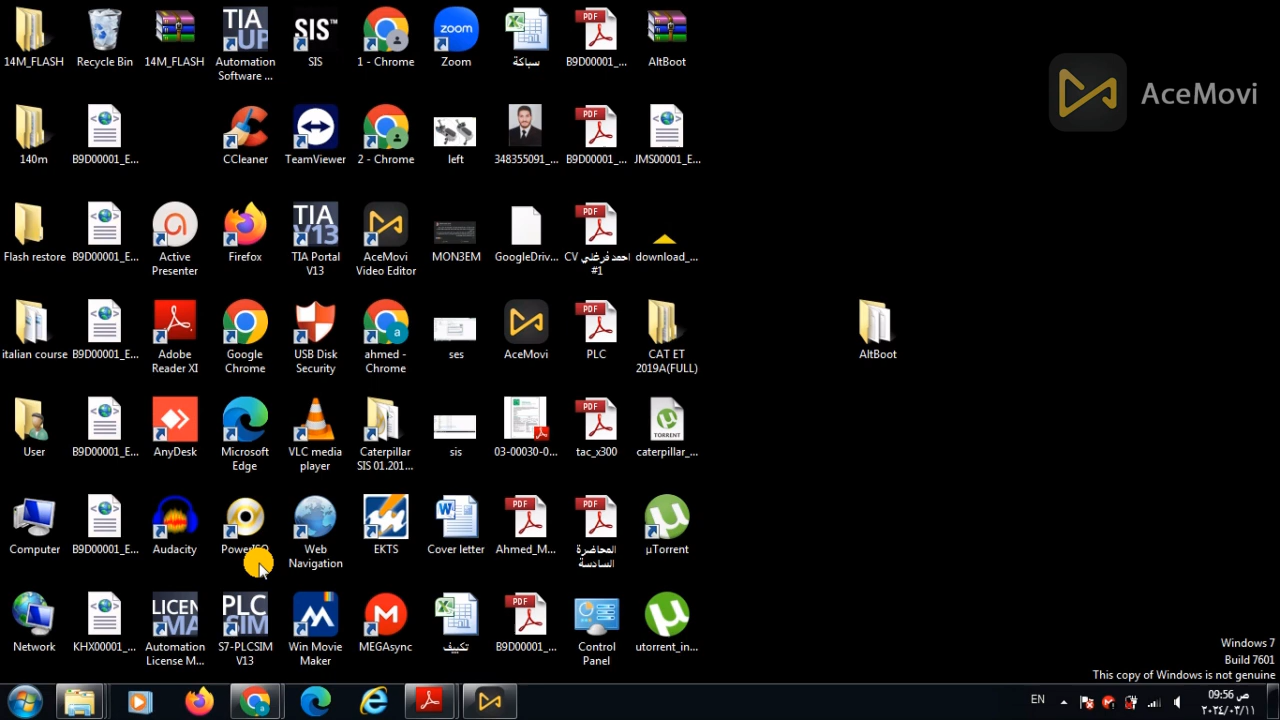 14M_FLASH
Recycle Bin
14M_FLASH
TIA UP
Automation
Software ...
SIS™
SIS
1 - Chrome
zoom
Zoom
سباكة
PDF
B9D00001_...
AltBoot
AceMovi
140m
B9D00001_E...
CCleaner
TeamViewer
2 - Chrome
left
348355091_...
PDF
B9D00001_...
JMS00001_E...
Flash restore
B9D00001_E...
Active
Presenter
Firefox
TIA V13
TIA Portal
V13
AceMovi
Video Editor
MON3EM
GoogleDriv...
PDF
CV احمد فرغلي
#1
download_...
italian course
B9D00001_E...
Adobe
Reader XI
Google
Chrome
USB Disk
Security
ahmed -
Chrome
ses
AceMovi
PDF
PLC
CAT ET
2019A(FULL)
AltBoot
User
B9D00001_E...
AnyDesk
Microsoft
Edge
VLC media
player
Caterpillar
SIS 01.201...
sis
03-00030-0...
PDF
tac_x300
TORRENT
caterpillar_...
Computer
B9D00001_E...
Audacity
PowerISO
Web
Navigation
EKTS
Cover letter
PDF
Ahmed_M...
PDF
المحاضرة
السادسة
µTorrent
Network
KHX00001_...
LICEN
MA
Automation
License M...
PLC
SIM
S7-PLCSIM
V13
Win Movie
Maker
MEGAsync
تكييف
PDF
B9D00001_...
Control
Panel
utorrent_in...
Windows 7
Build 7601
This copy of Windows is not genuine
EN
09:56 ص
٢٠٢٤/٠٣/١١